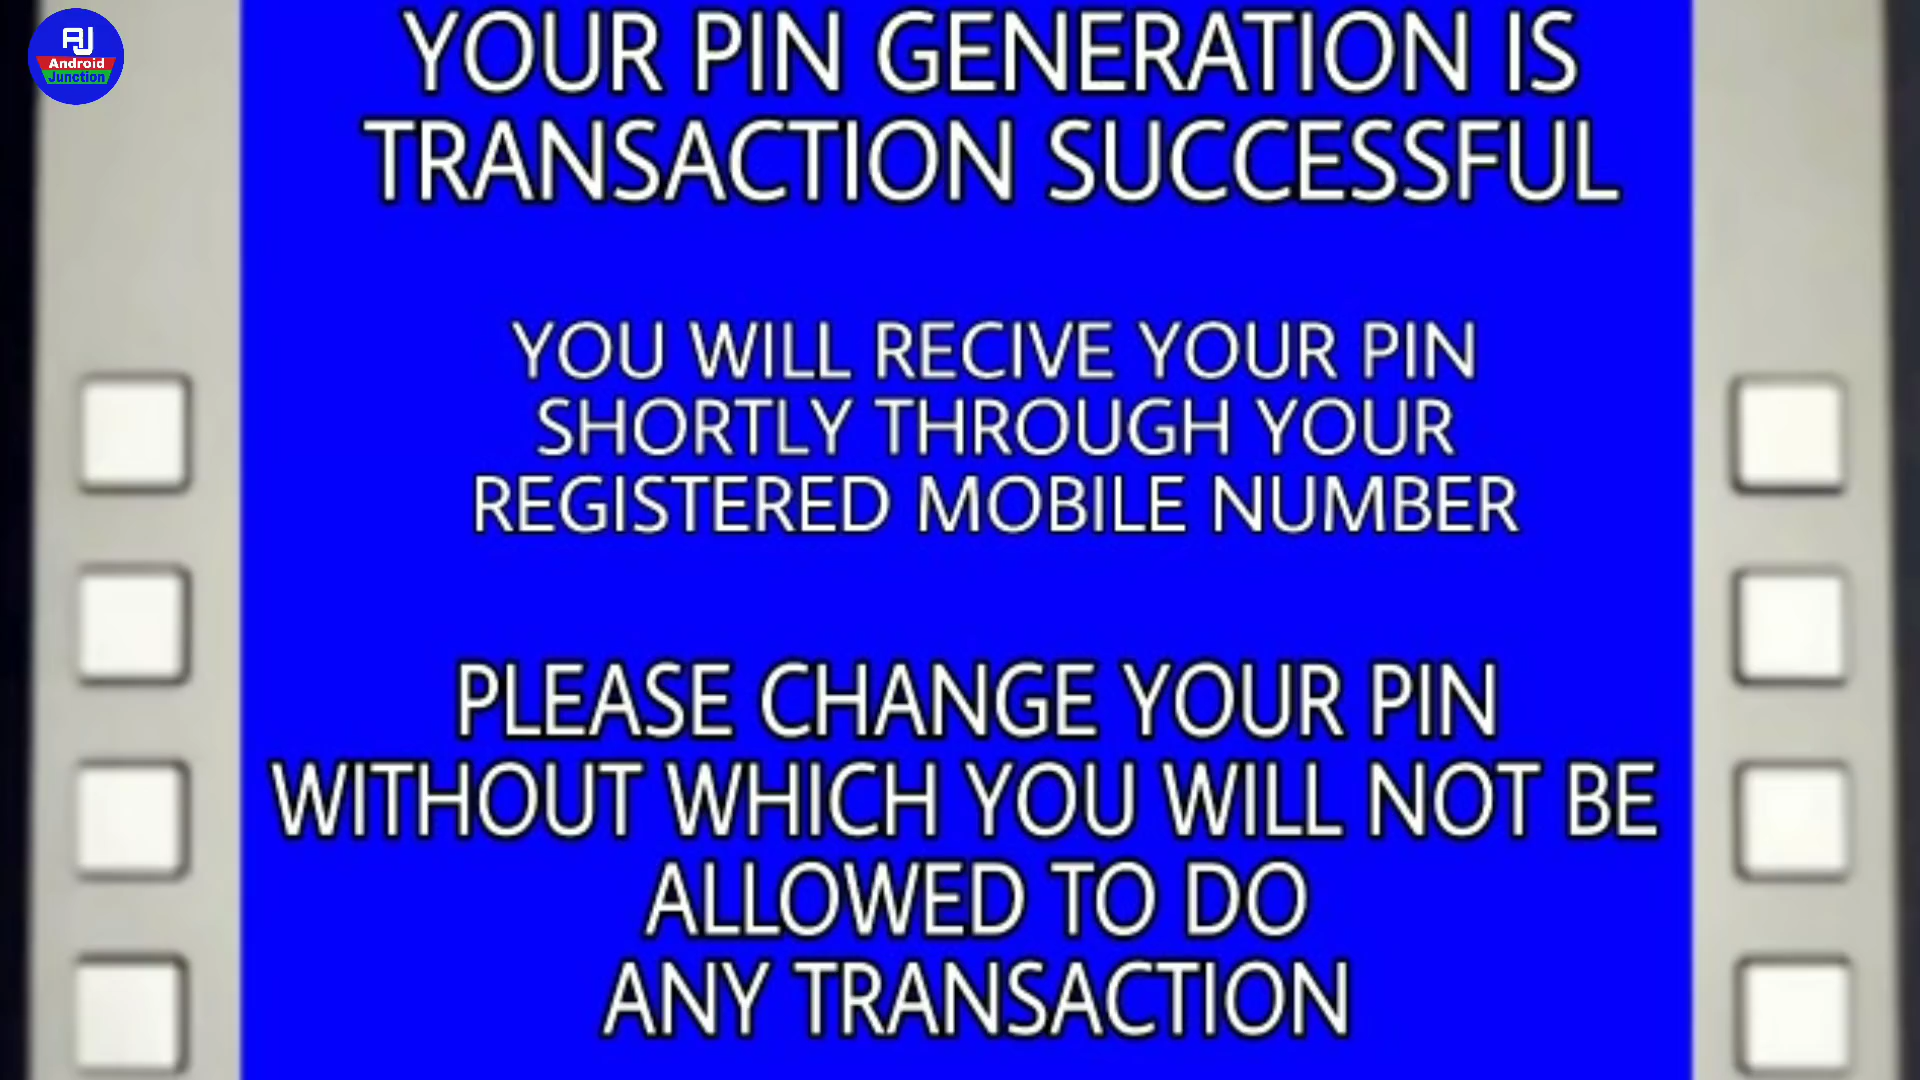 AJ
Android
Junction
YOUR PIN GENERATION IS
TRANSACTION SUCCESSFUL
YOU WILL RECIVE YOUR PIN
SHORTLY THROUGH YOUR
REGISTERED MOBILE NUMBER
PLEASE CHANGE YOUR PIN
WITHOUT WHICH YOU WILL NOT BE
ALLOWED TO DO
ANY TRANSACTION